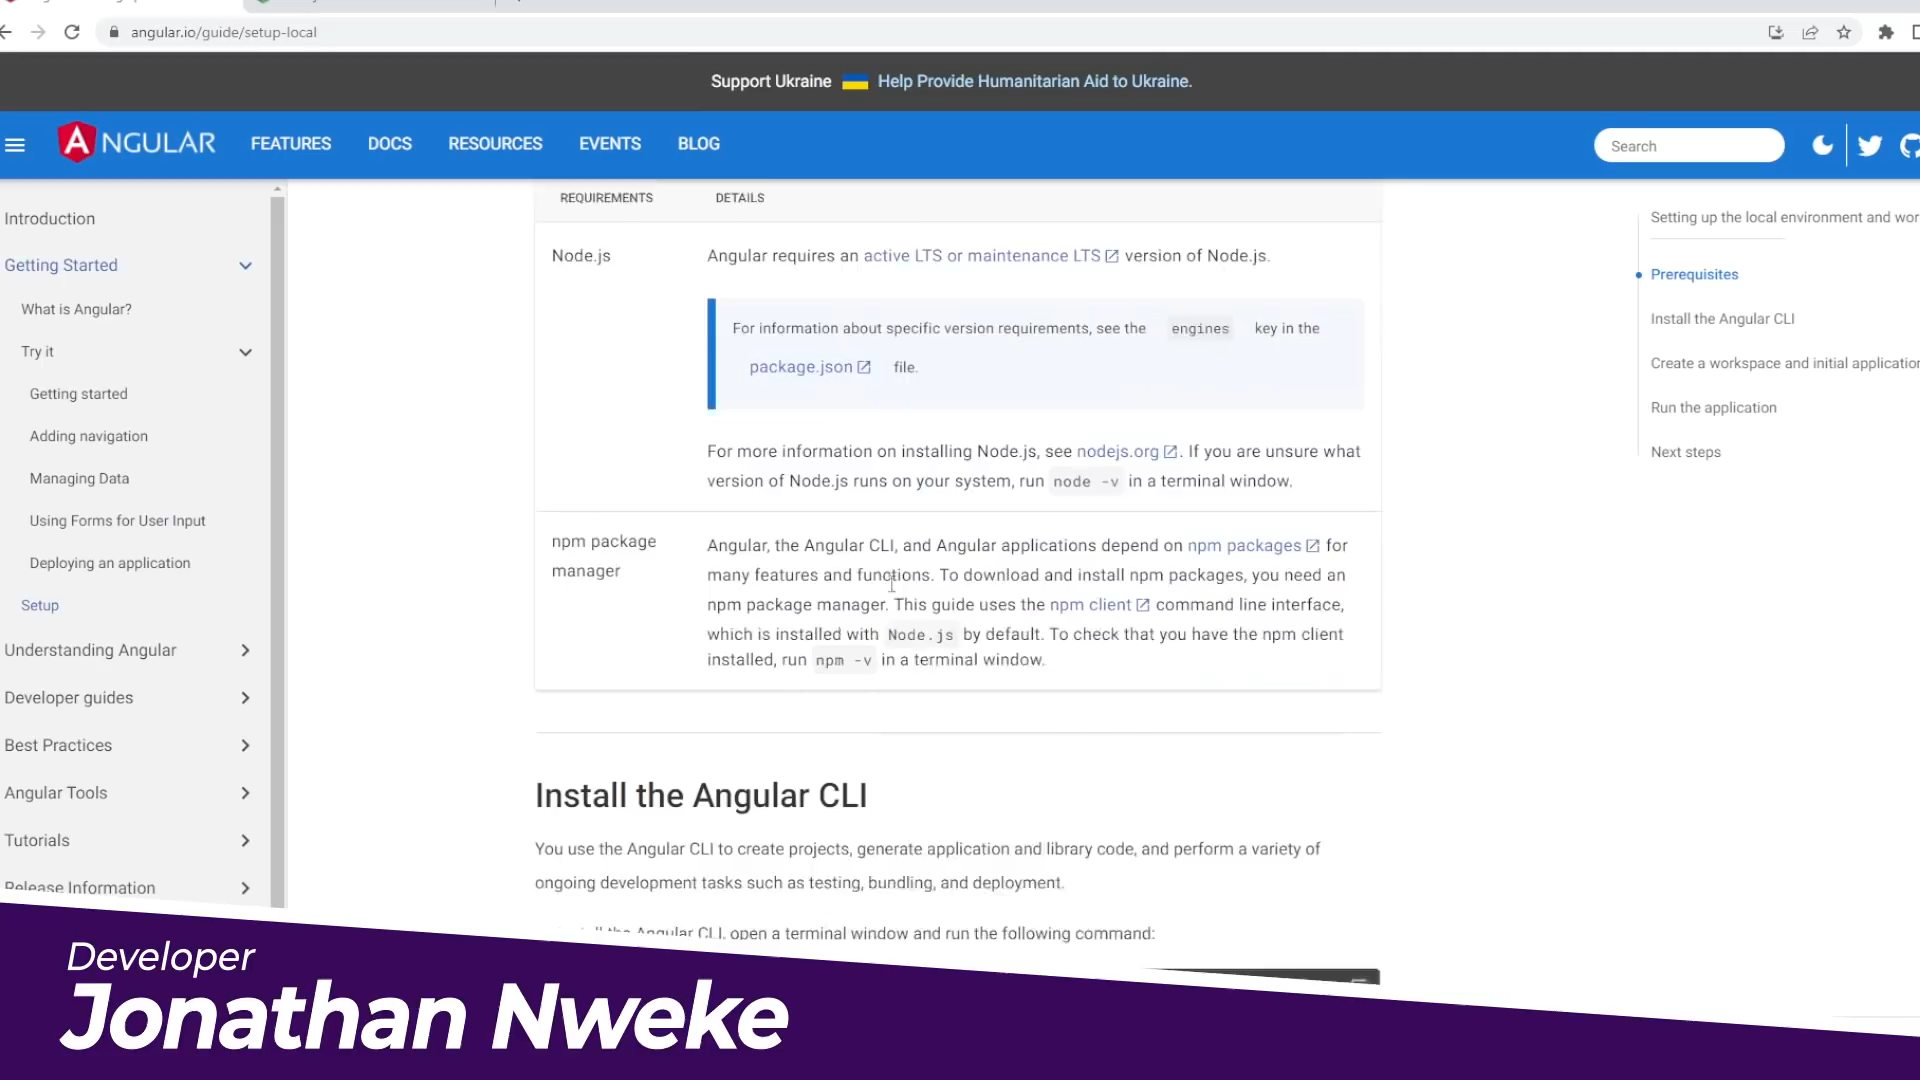 angular.io/guide/setup-local
Support Ukraine Help Provide Humanitarian Aid to Ukraine.
ANGULAR FEATURES DOCS RESOURCES EVENTS BLOG Search
Introduction
Getting Started
What is Angular?
Try it
Getting started
Adding navigation
Managing Data
Using Forms for User Input
Deploying an application
Setup
Understanding Angular
Developer guides
Best Practices
Angular Tools
Tutorials
Release Information
REQUIREMENTS DETAILS
Node.js
Angular requires an active LTS or maintenance LTS version of Node.js.
For information about specific version requirements, see the engines key in the
package.json file.
For more information on installing Node.js, see nodejs.org. If you are unsure what
version of Node.js runs on your system, run node -v in a terminal window.
npm package
manager
Angular, the Angular CLI, and Angular applications depend on npm packages for
many features and functions. To download and install npm packages, you need an
npm package manager. This guide uses the npm client command line interface,
which is installed with Node.js by default. To check that you have the npm client
installed, run npm -v in a terminal window.
Install the Angular CLI
You use the Angular CLI to create projects, generate application and library code, and perform a variety of
ongoing development tasks such as testing, bundling, and deployment.
the Angular CLI, open a terminal window and run the following command:
Setting up the local environment and wor
Prerequisites
Install the Angular CLI
Create a workspace and initial application
Run the application
Next steps
Developer
Jonathan Nweke